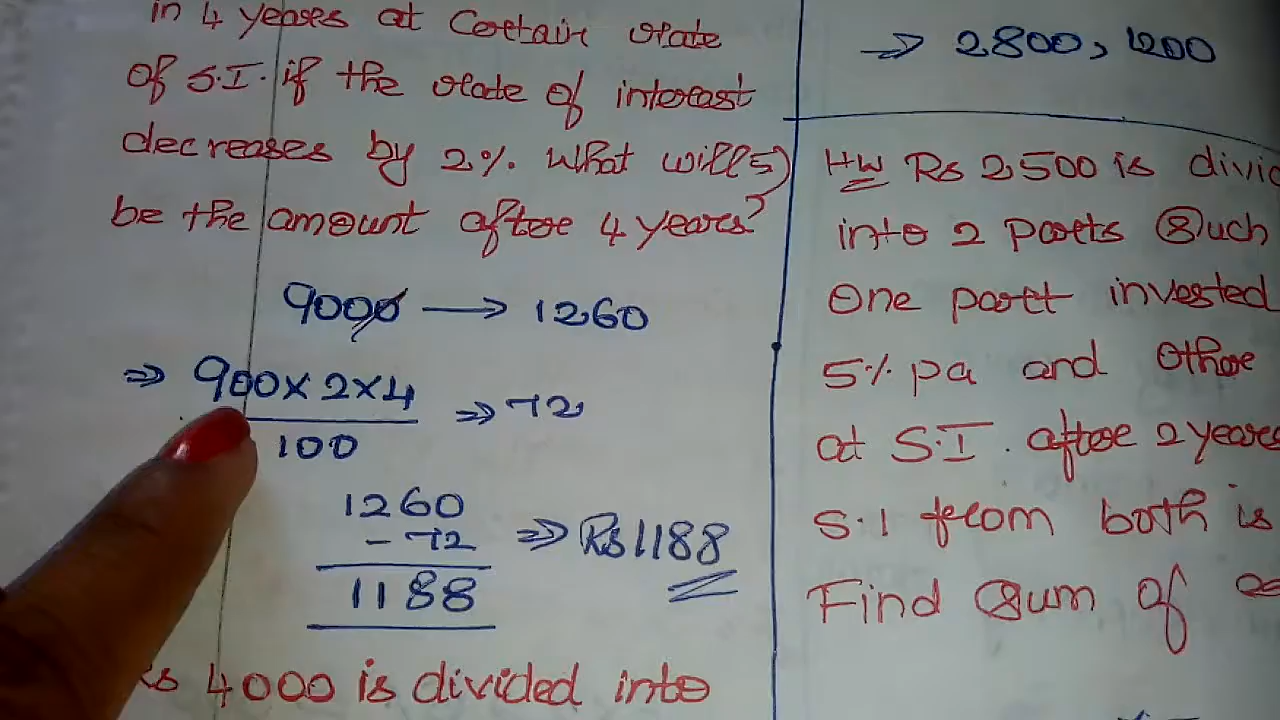 in 4 years at Certain rate
of S.I. if the rate of interest
decreases by 2%. What will
be the amount after 4 years?
9000 → 1260
⇒ 900×2×4
100
⇒ 72
1260
-72
1188
⇒ Rs 1188
Rs 4000 is divided into
⇒ 2800, 1200
5) HW Rs 2,500 is divid
into 2 parts Such
One part invested
5% pa and Other
at S.I. after 2 years
S.I from both is
Find Sum of